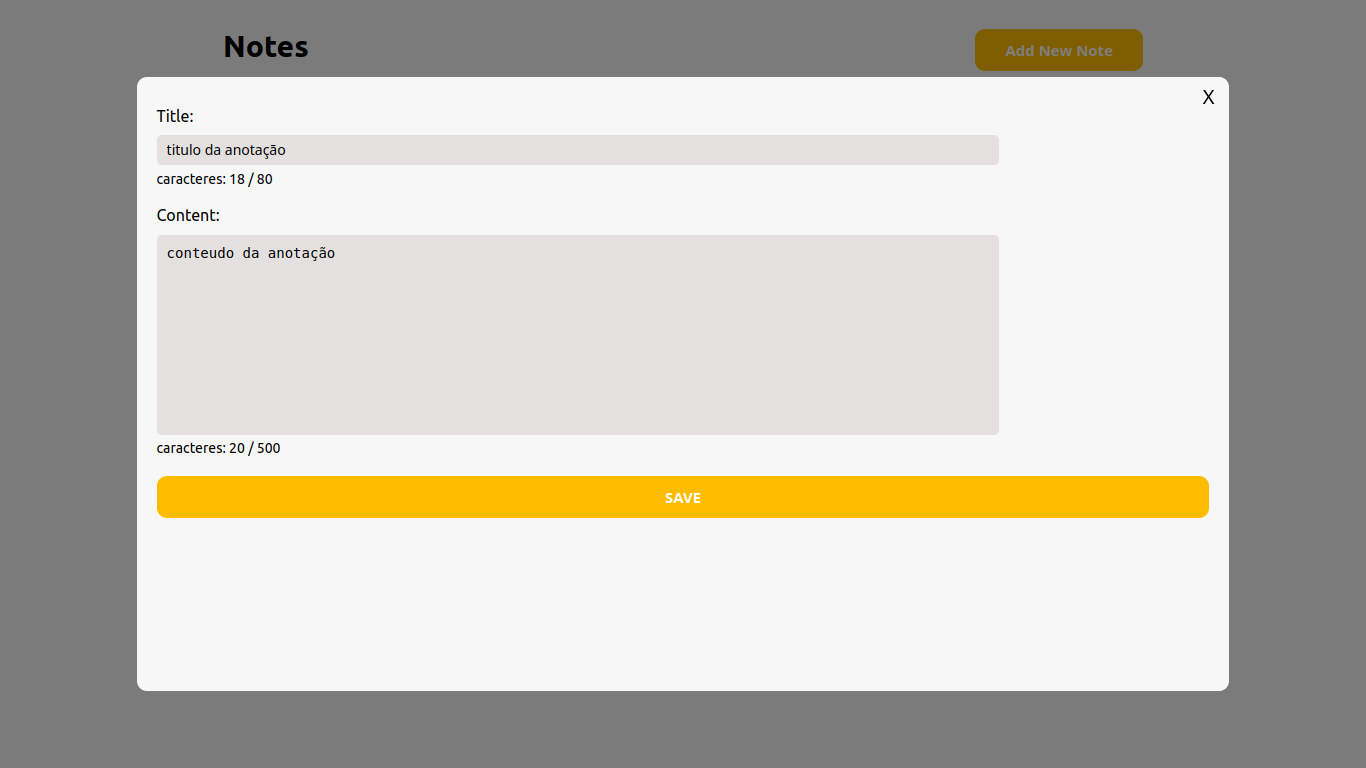 Notes
Add New Note
X
Title:
titulo da anotação
caracteres: 18 / 80
Content:
conteudo da anotação
caracteres: 20 / 500
SAVE